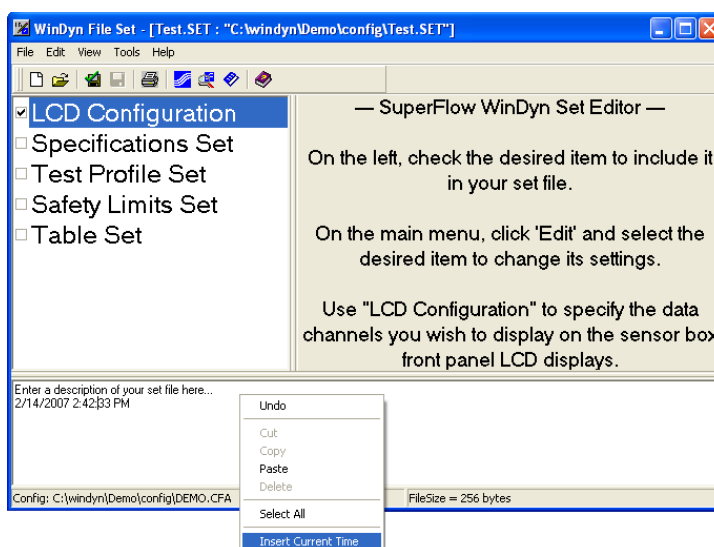 WinDyn File Set - [Test.SET : "C:\windyn\Demo\config\Test.SET"]
File Edit View Tools Help
LCD Configuration
Specifications Set
Test Profile Set
Safety Limits Set
Table Set
— SuperFlow WinDyn Set Editor —
On the left, check the desired item to include it
in your set file.
On the main menu, click 'Edit' and select the
desired item to change its settings.
Use "LCD Configuration" to specify the data
channels you wish to display on the sensor box
front panel LCD displays.
Enter a description of your set file here...
2/14/2007 2:42:33 PM
Undo
Cut
Copy
Paste
Delete
Select All
Insert Current Time
Config: C:\windyn\Demo\config\DEMO.CFA
FileSize = 256 bytes